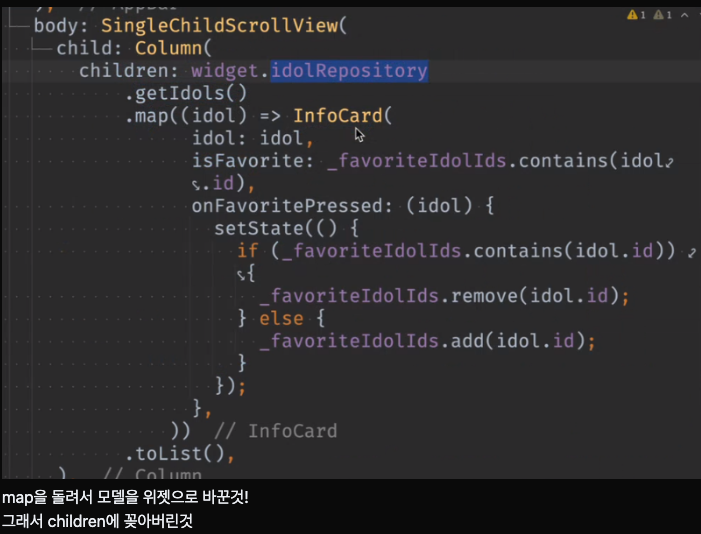 body: SingleChildScrollView(
1 1
child: Column(
children: widget.idolRepository
.getIdols()
.map((idol) => InfoCard(
idol: idol,
isFavorite: _favoriteIdolIds.contains(idol
.id),
onFavoritePressed: (idol) {
setState(() {
if (_favoriteIdolIds.contains(idol.id))
{
_favoriteIdolIds.remove(idol.id);
} else {
_favoriteIdolIds.add(idol.id);
}
});
},
)) // InfoCard
.toList(),
) // Column
map을 돌려서 모델을 위젯으로 바꾼것!
그래서 children에 꽂아버린것